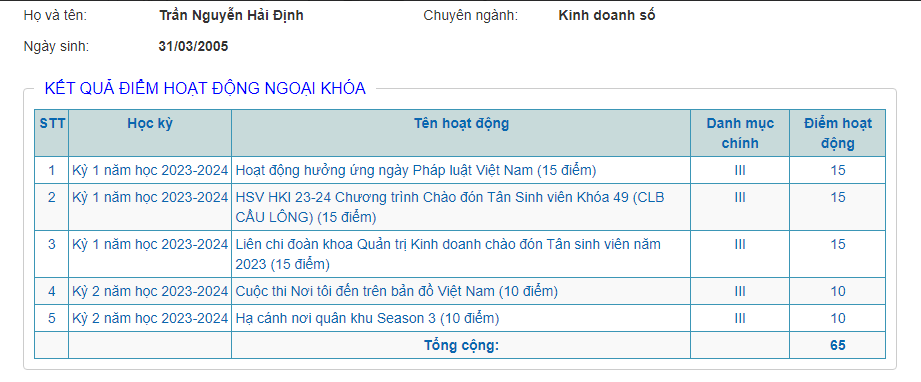 Họ và tên: Trần Nguyễn Hải Định Chuyên ngành: Kinh doanh số
Ngày sinh: 31/03/2005
KẾT QUẢ ĐIỂM HOẠT ĐỘNG NGOẠI KHÓA
STT Học kỳ Tên hoạt động Danh mục chính Điểm hoạt động
1 Kỳ 1 năm học 2023-2024 Hoạt động hưởng ứng ngày Pháp luật Việt Nam (15 điểm) III 15
2 Kỳ 1 năm học 2023-2024 HSV HKI 23-24 Chương trình Chào đón Tân Sinh viên Khóa 49 (CLB III 15
CẦU LÔNG) (15 điểm)
3 Kỳ 1 năm học 2023-2024 Liên chi đoàn khoa Quản trị Kinh doanh chào đón Tân sinh viên năm III 15
2023 (15 điểm)
4 Kỳ 2 năm học 2023-2024 Cuộc thi Nơi tôi đến trên bản đồ Việt Nam (10 điểm) III 10
5 Kỳ 2 năm học 2023-2024 Hạ cánh nơi quân khu Season 3 (10 điểm) III 10
Tổng cộng: 65